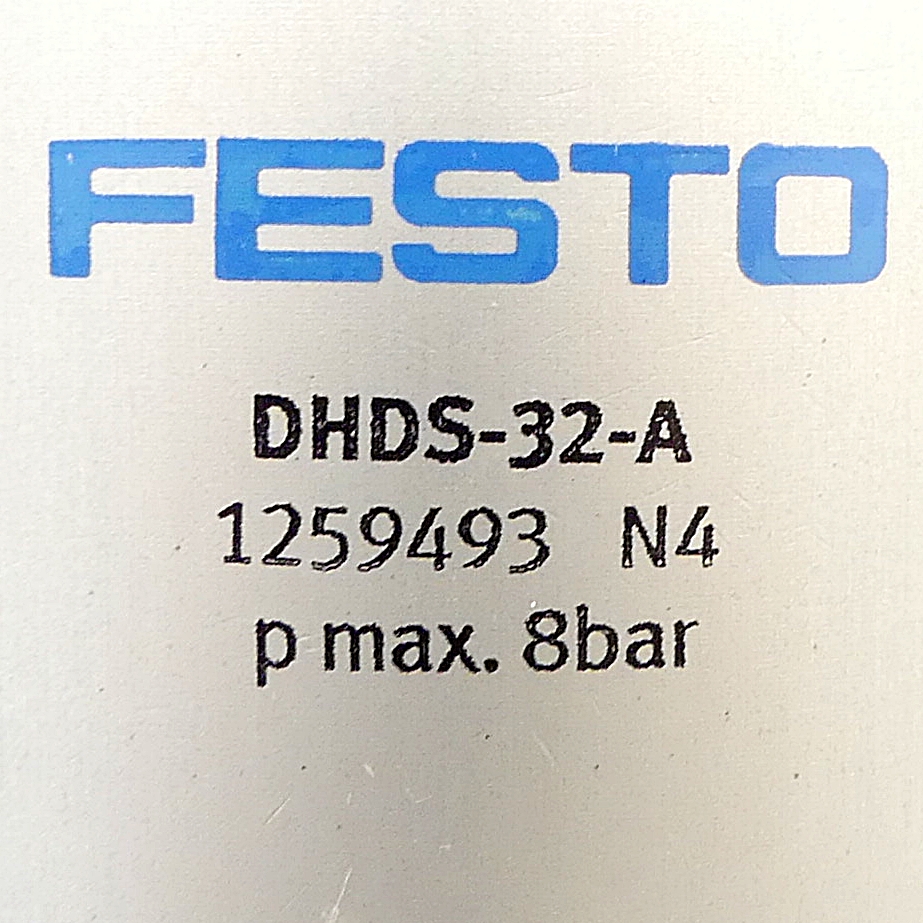 FESTO
DHDS-32-A
1259493 N4
p max. 8bar